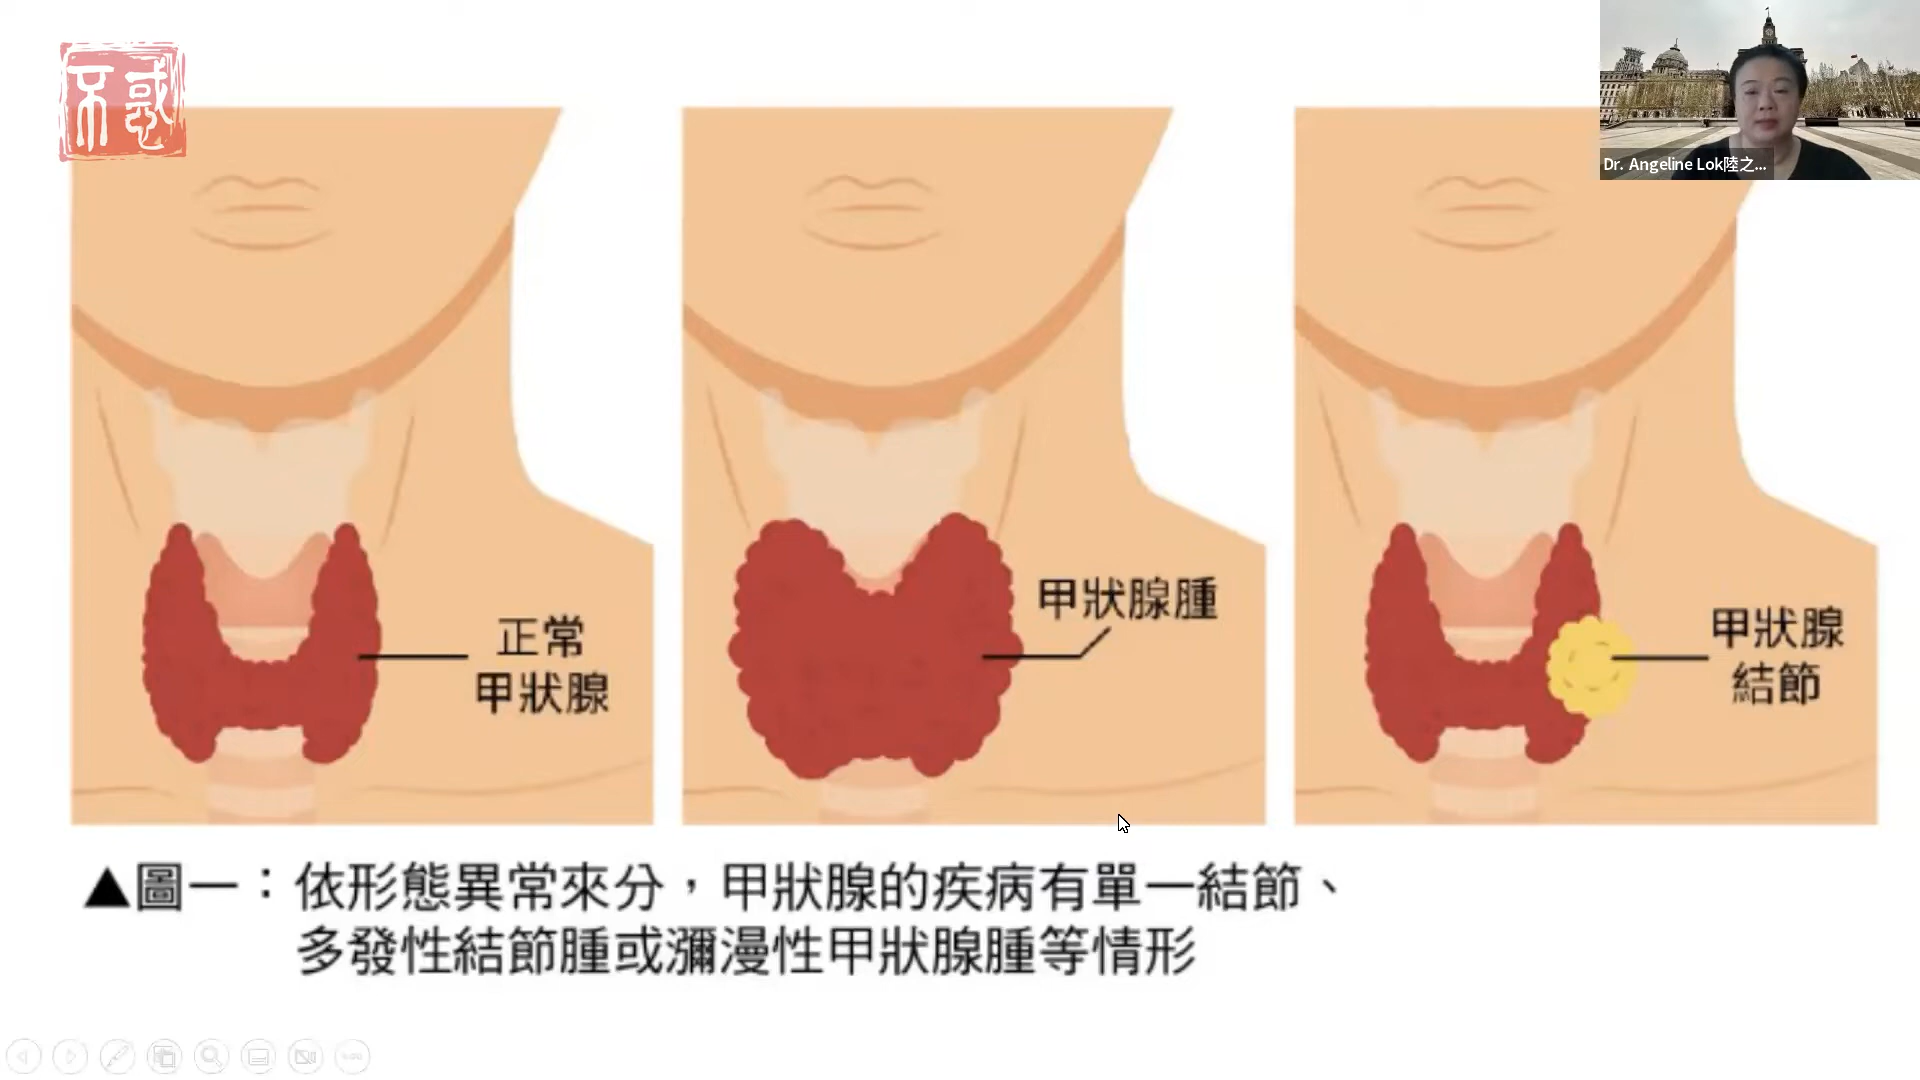 不惑
Dr. Angeline Lok陸之...
正常
甲狀腺
甲狀腺腫
甲狀腺
結節
▲圖一：依形態異常來分，甲狀腺的疾病有單一結節、
多發性結節腫或瀰漫性甲狀腺腫等情形